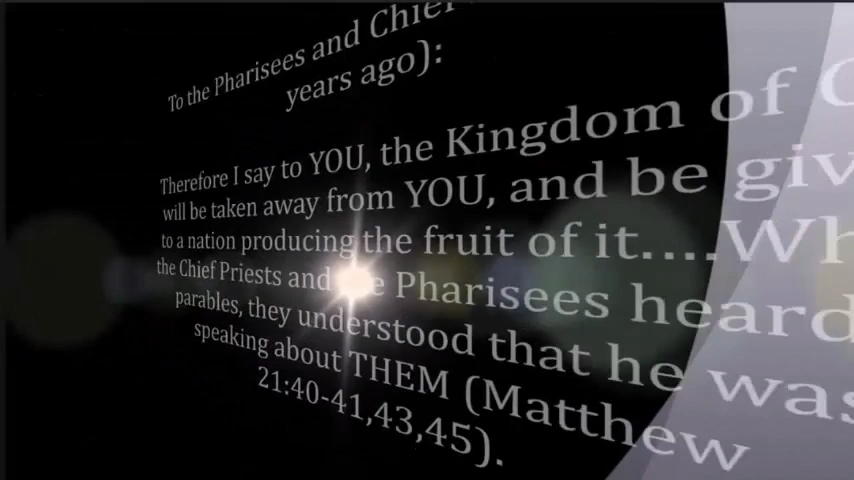 To the Pharisees and Chief
years ago):
Therefore I say to YOU, the Kingdom of
will be taken away from YOU, and be giv
to a nation producing the fruit of it....Wh
the Chief Priests and Pharisees heard
parables, they understood that he was
speaking about THEM (Matthew
21:40-41,43,45).